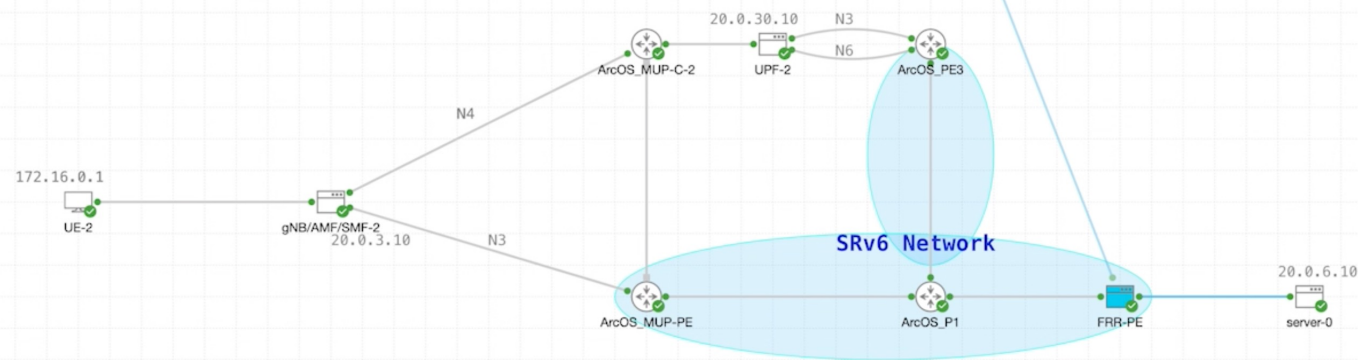 20.0.30.10
N3
N6
ArcOS_MUP-C-2
UPF-2
ArcOS_PE3
N4
172.16.0.1
UE-2
gNB/AMF/SMF-2
20.0.3.10
N3
SRv6 Network
20.0.6.10
ArcOS_MUP-PE
ArcOS_P1
FRR-PE
server-0